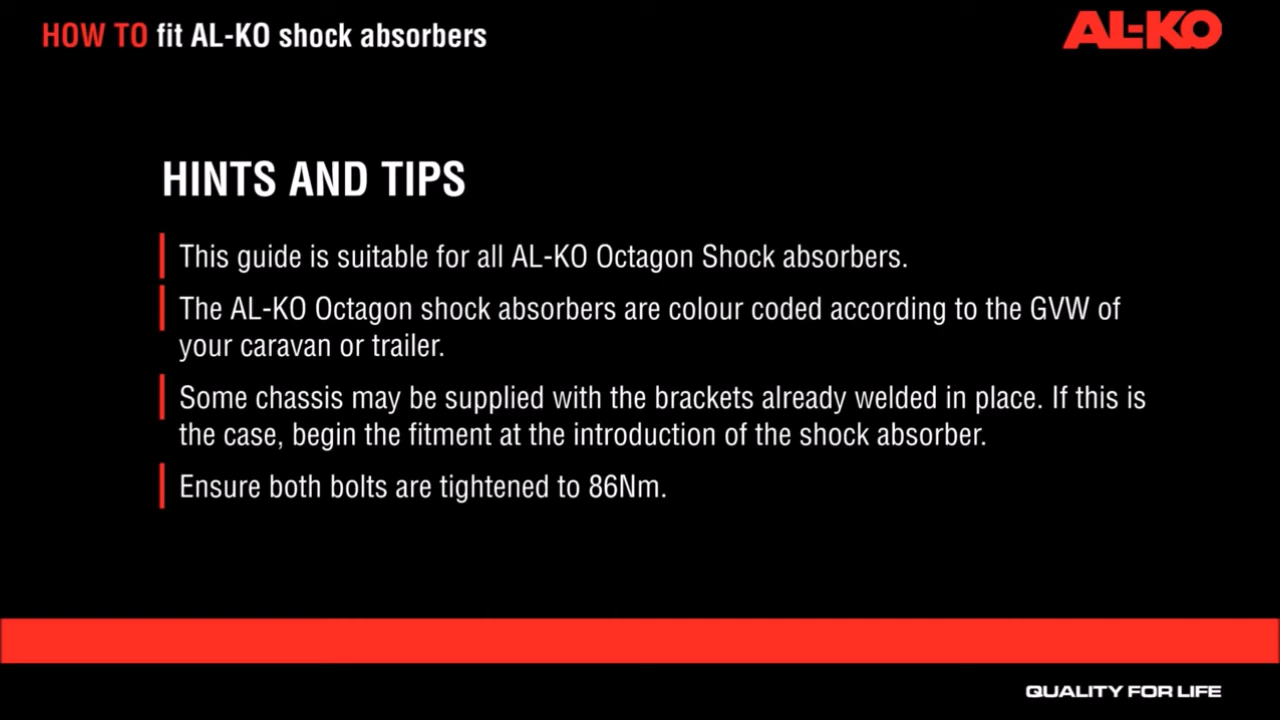 HOW TO fit AL-KO shock absorbers
AL-KO
HINTS AND TIPS
This guide is suitable for all AL-KO Octagon Shock absorbers.
The AL-KO Octagon shock absorbers are colour coded according to the GVW of
your caravan or trailer.
Some chassis may be supplied with the brackets already welded in place. If this is
the case, begin the fitment at the introduction of the shock absorber.
Ensure both bolts are tightened to 86Nm.
QUALITY FOR LIFE